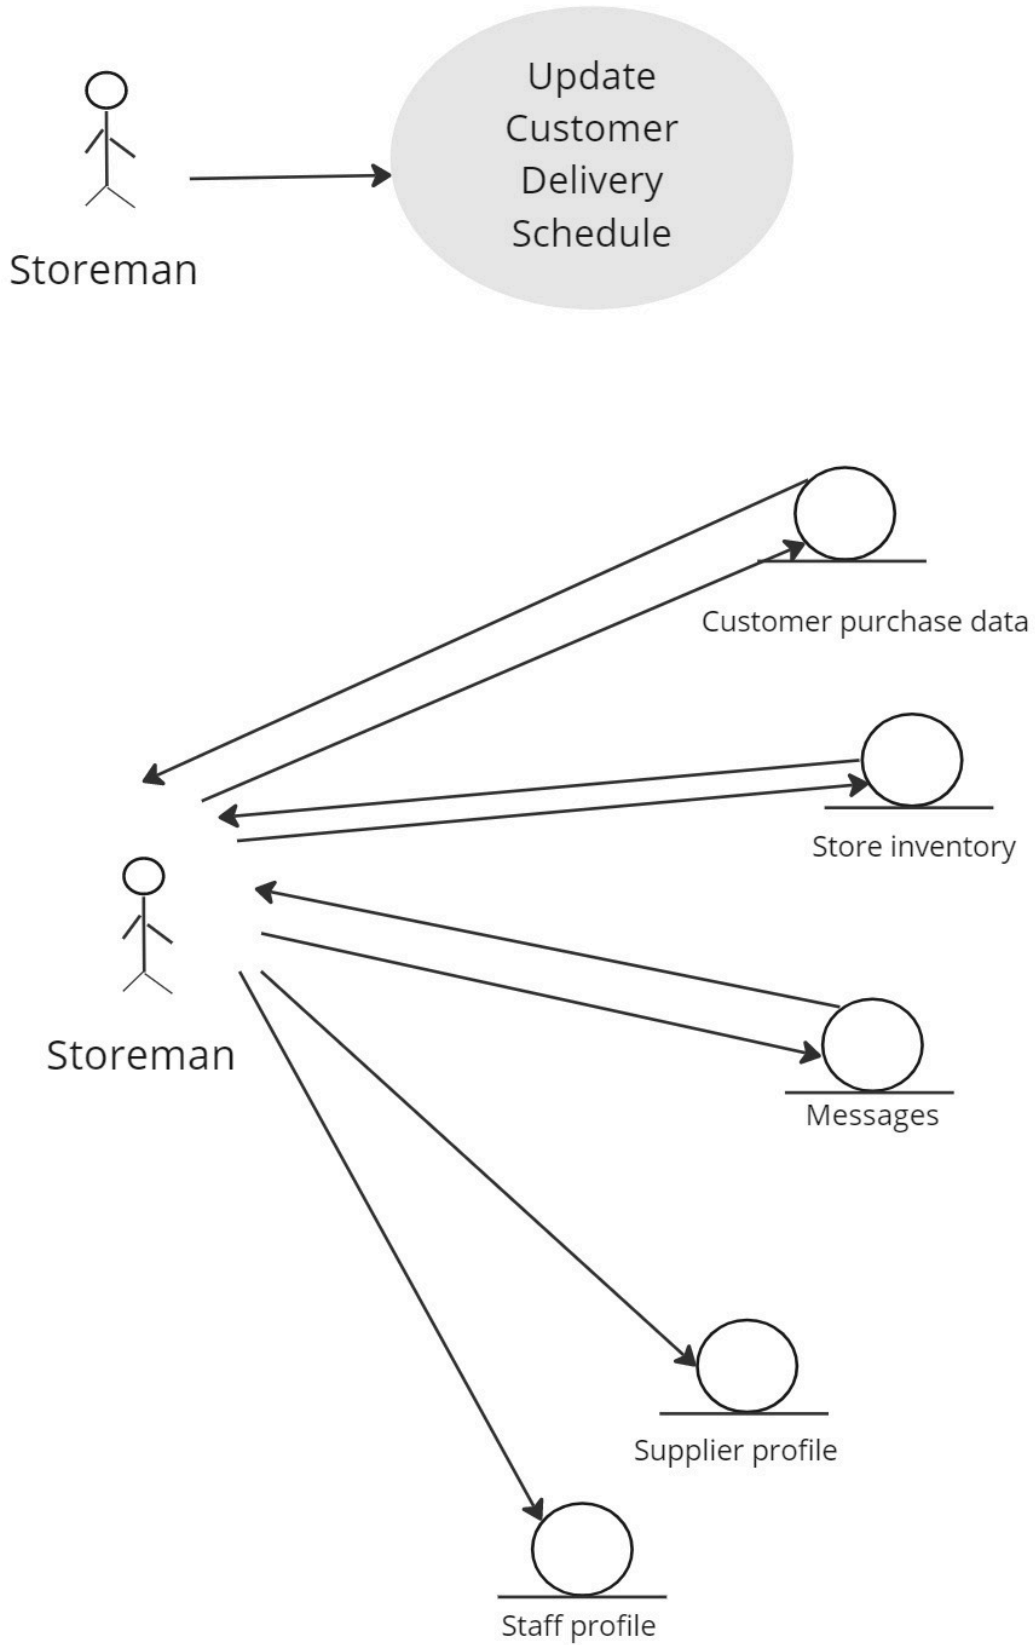 Update
Customer
Delivery
Schedule
Storeman
Customer purchase data
Store inventory
Storeman
Messages
Supplier profile
Staff profile